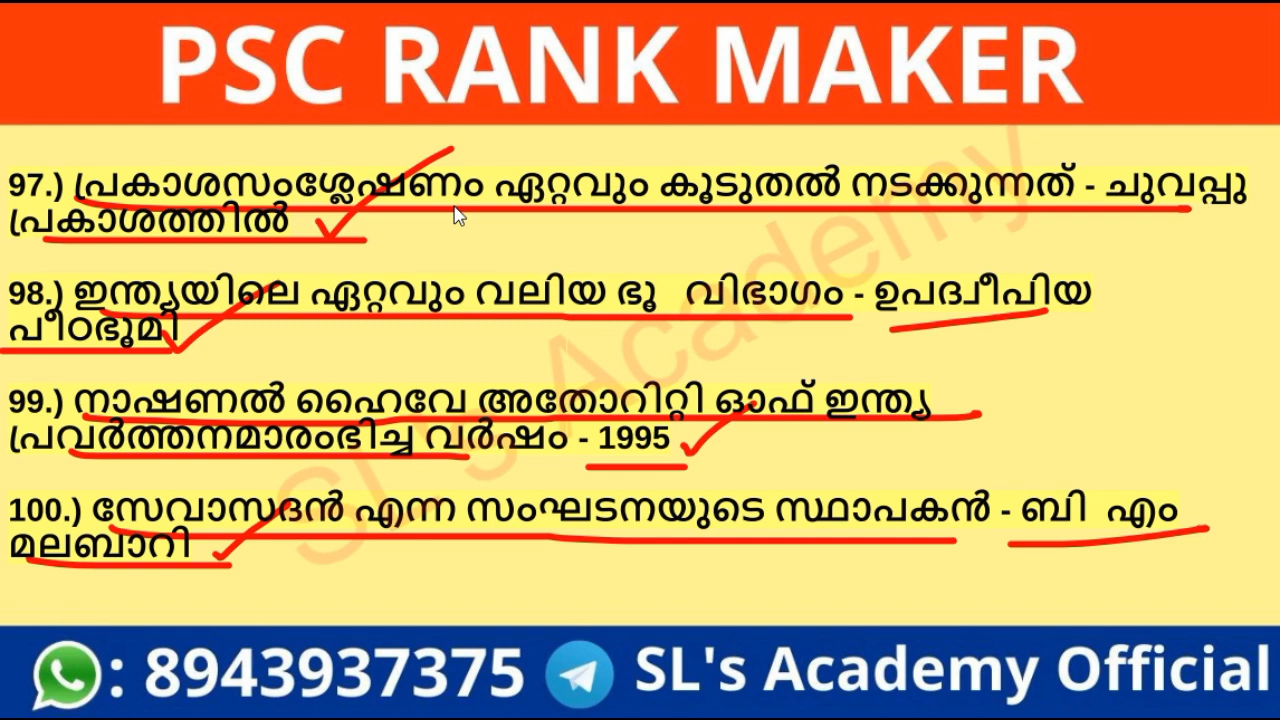 PSC RANK MAKER
97.) പ്രകാശസംശ്ലേഷണം ഏറ്റവും കൂടുതൽ നടക്കുന്നത് - ചുവപ്പു
പ്രകാശത്തിൽ
98.) ഇന്ത്യയിലെ ഏറ്റവും വലിയ ഭൂ വിഭാഗം - ഉപദ്വീപിയ
പീഠഭൂമി
99.) നാഷണൽ ഹൈവേ അതോറിറ്റി ഓഫ് ഇന്ത്യ
പ്രവർത്തനമാരംഭിച്ച വർഷം - 1995
100.) സേവാസദൻ എന്ന സംഘടനയുടെ സ്ഥാപകൻ - ബി എം
മലബാറി
SL's Academy
: 8943937375 SL's Academy Official